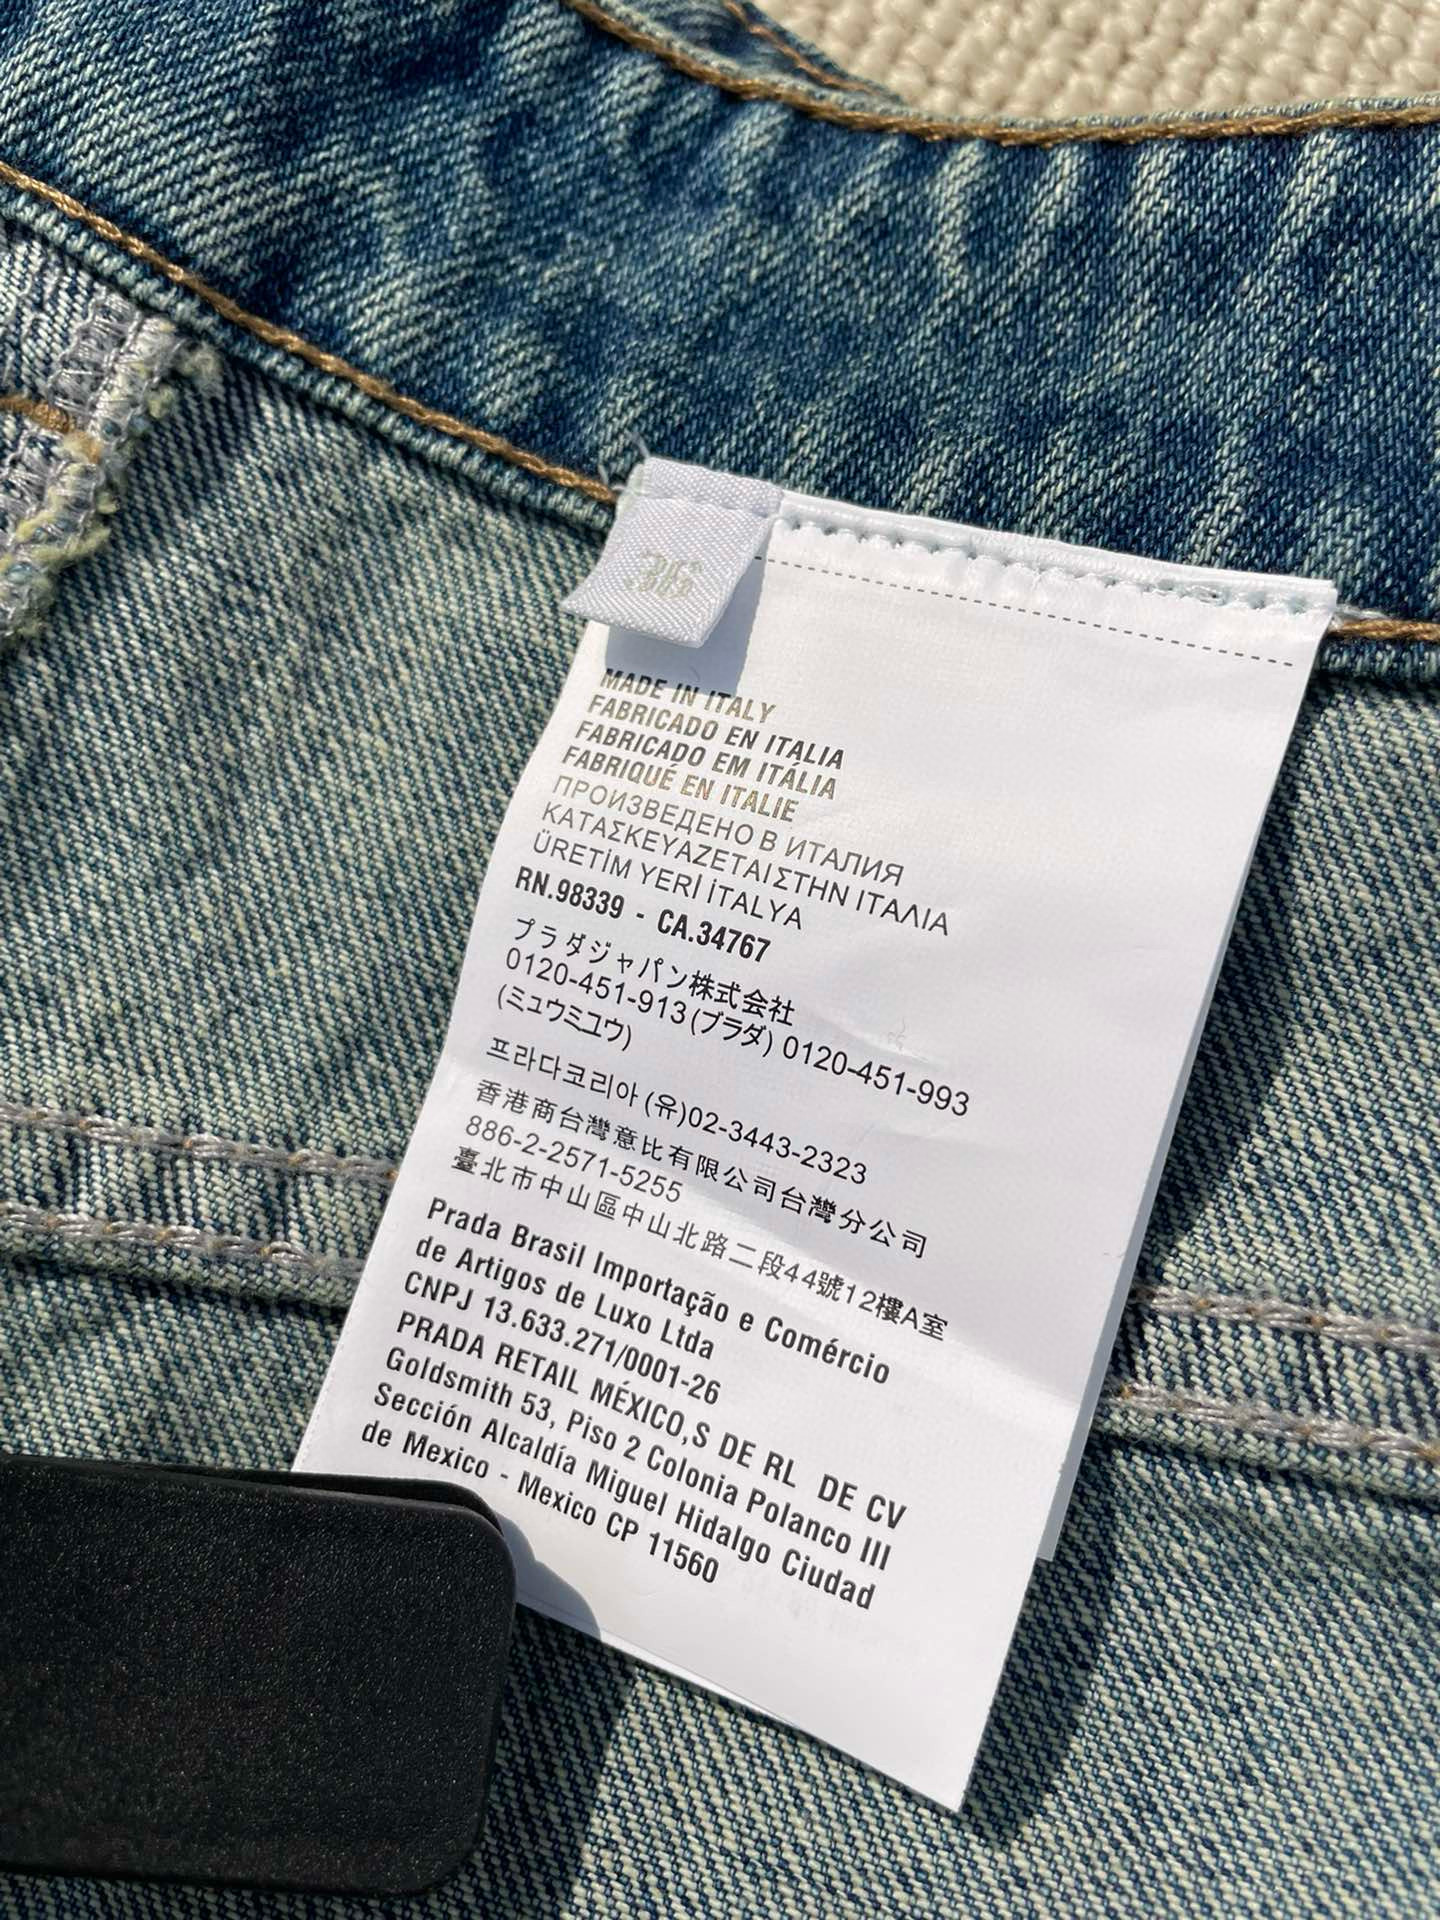 36
MADE IN ITALY
FABRICADO EN ITALIA
FABRICADO EM ITÁLIA
FABRIQUÉ EN ITALIE
ПРОИЗВЕДЕНО В ИТАЛИЯ
ΚΑΤΑΣΚΕΥΑΖΕΤΑΙ ΣΤΗΝ ΙΤΑΛΙΑ
ÜRETİM YERİ İTALYA
RN.98339 - CA.34767
プラダジャパン株式会社
0120-451-913(プラダ) 0120-451-993
(ミュウミュウ)
프라다코리아 (유)02-3443-2323
香港商台灣意比有限公司台灣分公司
886-2-2571-5255
臺北市中山區中山北路二段44號12樓A室
Prada Brasil Importação e Comércio
de Artigos de Luxo Ltda
CNPJ 13.633.271/0001-26
PRADA RETAIL MÉXICO,S DE RL DE CV
Goldsmith 53, Piso 2 Colonia Polanco III
Sección Alcaldía Miguel Hidalgo Ciudad
de Mexico - Mexico CP 11560